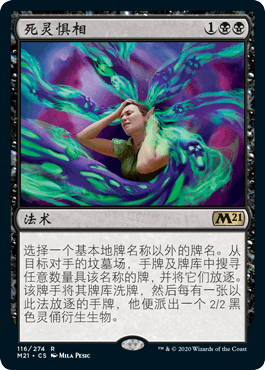 死灵惧相 1
法术 M21
选择一个基本地牌名称以外的牌名。从
目标对手的坟墓场，手牌及牌库中搜寻
任意数量具该名称的牌，并将它们放逐。
该牌手将其牌库洗牌，然后每有一张以
此法放逐的手牌，他便派出一个 2/2 黑
色灵俑衍生生物。
116/274 R
M21 • CS MILA PESIC
™ & © 2020 Wizards of the Coast